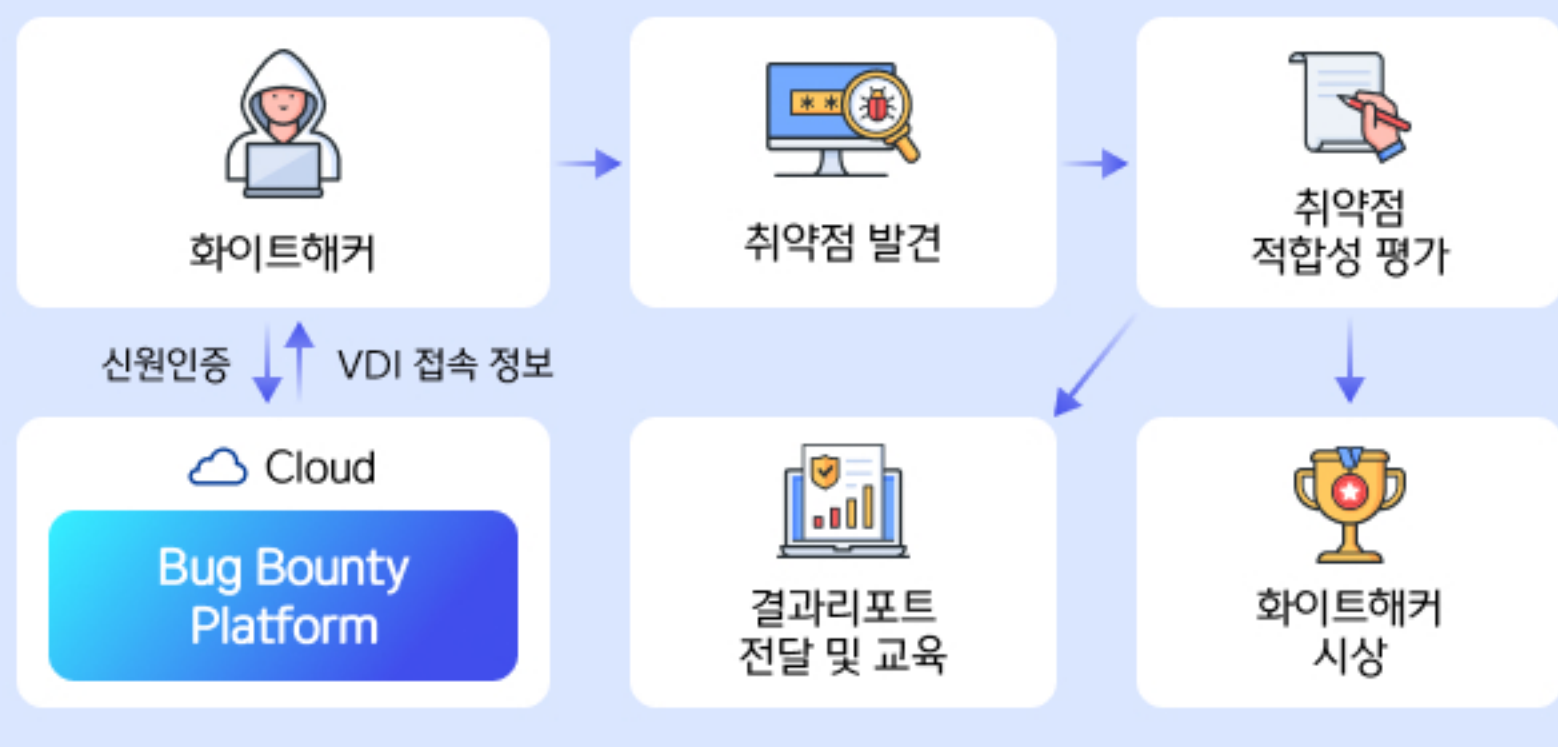 화이트해커
취약점 발견
취약점
적합성 평가
신원인증
VDI 접속 정보
Cloud
Bug Bounty
Platform
결과리포트
전달 및 교육
화이트해커
시상